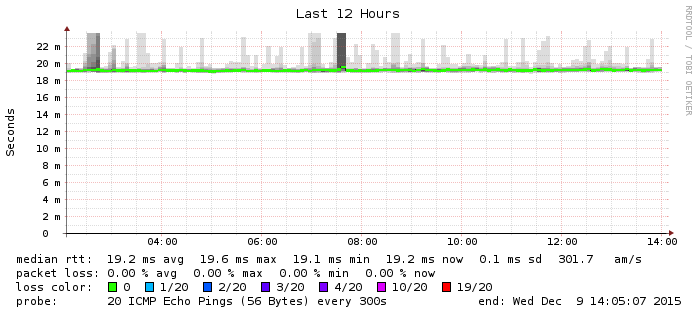 Last 12 Hours
RRDTOOL / TOBI OETIKER
Seconds
22 m
20 m
18 m
16 m
14 m
12 m
10 m
8 m
6 m
4 m
2 m
0
04:00 06:00 08:00 10:00 12:00 14:00
median rtt: 19.2 ms avg 19.6 ms max 19.1 ms min 19.2 ms now 0.1 ms sd 301.7 am/s
packet loss: 0.00 % avg 0.00 % max 0.00 % min 0.00 % now
loss color: 0 1/20 2/20 3/20 4/20 10/20 19/20
probe: 20 ICMP Echo Pings (56 Bytes) every 300s end: Wed Dec 9 14:05:07 2015